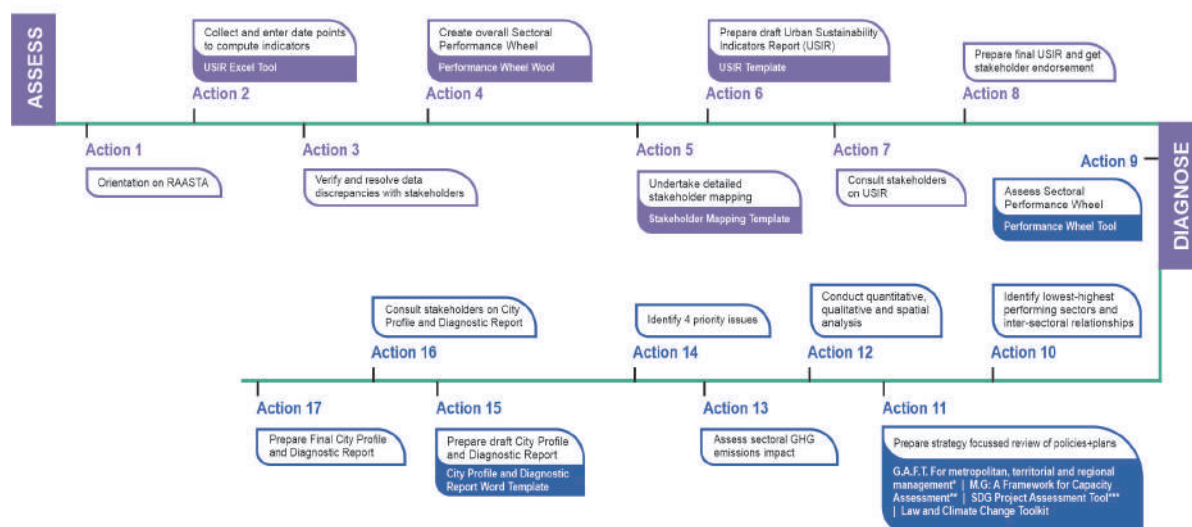 ASSESS
Action 1
Orientation on RAASTA
Collect and enter date points
to compute indicators
USIR Excel Tool
Action 2
Action 3
Verify and resolve data
discrepancies with stakeholders
Create overall Sectoral
Performance Wheel
Performance Wheel Wool
Action 4
Action 5
Undertake detailed
stakeholder mapping
Stakeholder Mapping Template
Prepare draft Urban Sustainability
Indicators Report (USIR)
USIR Template
Action 6
Action 7
Consult stakeholders
on USIR
Prepare final USIR and get
stakeholder endorsement
Action 8
DIAGNOSE
Action 9
Assess Sectoral
Performance Wheel
Performance Wheel Tool
Identify lowest-highest
performing sectors and
inter-sectoral relationships
Action 10
Action 11
Prepare strategy focussed review of policies+plans
G.A.F.T. For metropolitan, territorial and regional
management* | M.G: A Framework for Capacity
Assessment** | SDG Project Assessment Tool***
| Law and Climate Change Toolkit
Conduct quantitative,
qualitative and spatial
analysis
Action 12
Action 13
Assess sectoral GHG
emissions impact
Identify 4 priority issues
Action 14
Action 15
Prepare draft City Profile
and Diagnostic Report
City Profile and Diagnostic
Report Word Template
Consult stakeholders on City
Profile and Diagnostic Report
Action 16
Action 17
Prepare Final City Profile
and Diagnostic Report